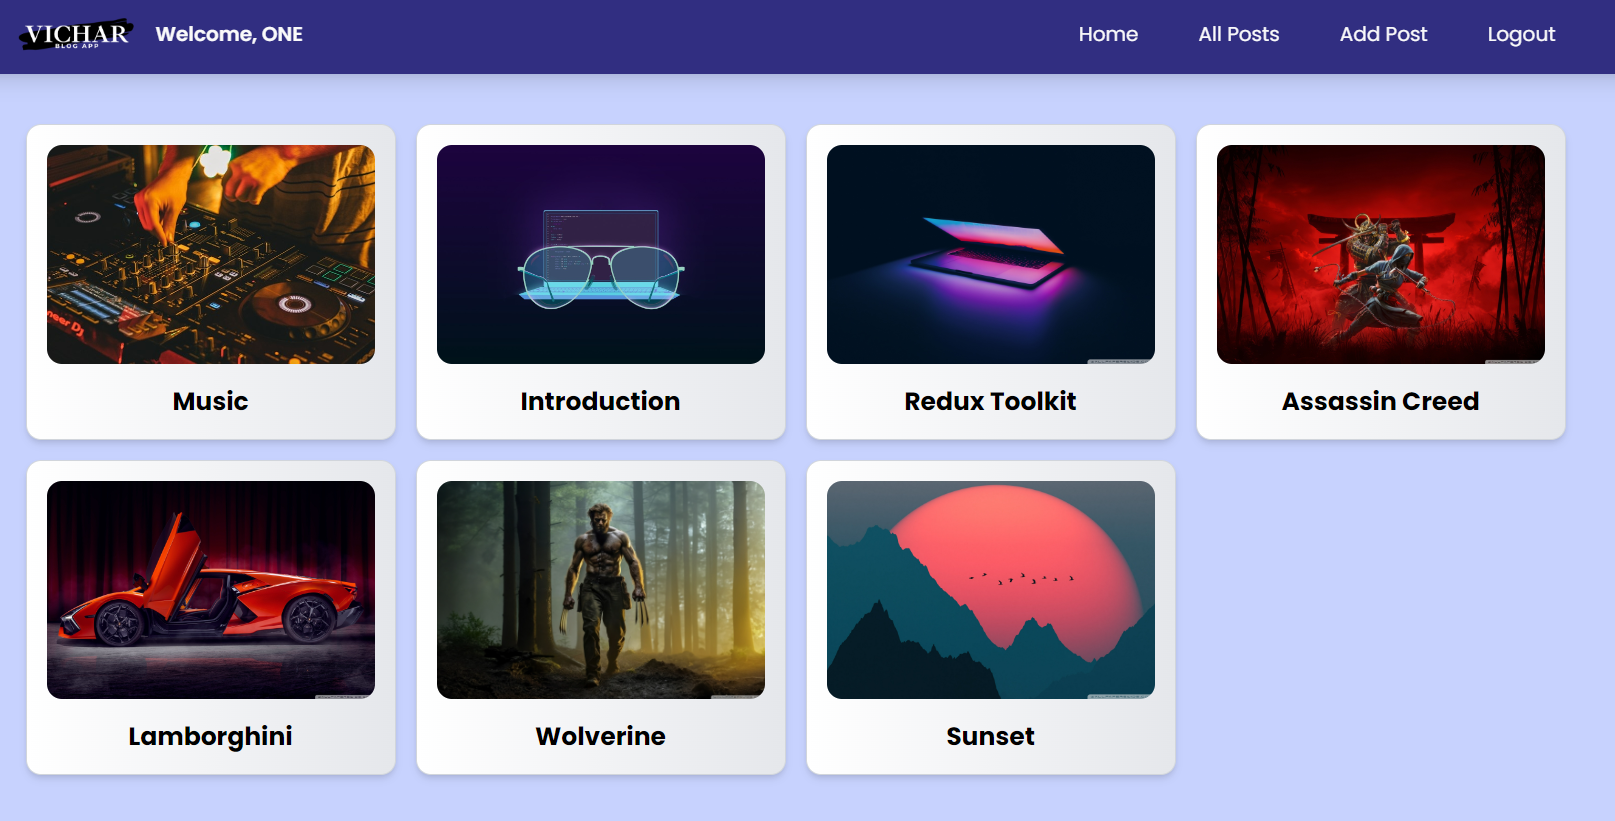 VICHAR
BLOG APP
Welcome, ONE
Home
All Posts
Add Post
Logout
Music
Introduction
Redux Toolkit
Assassin Creed
Lamborghini
Wolverine
Sunset